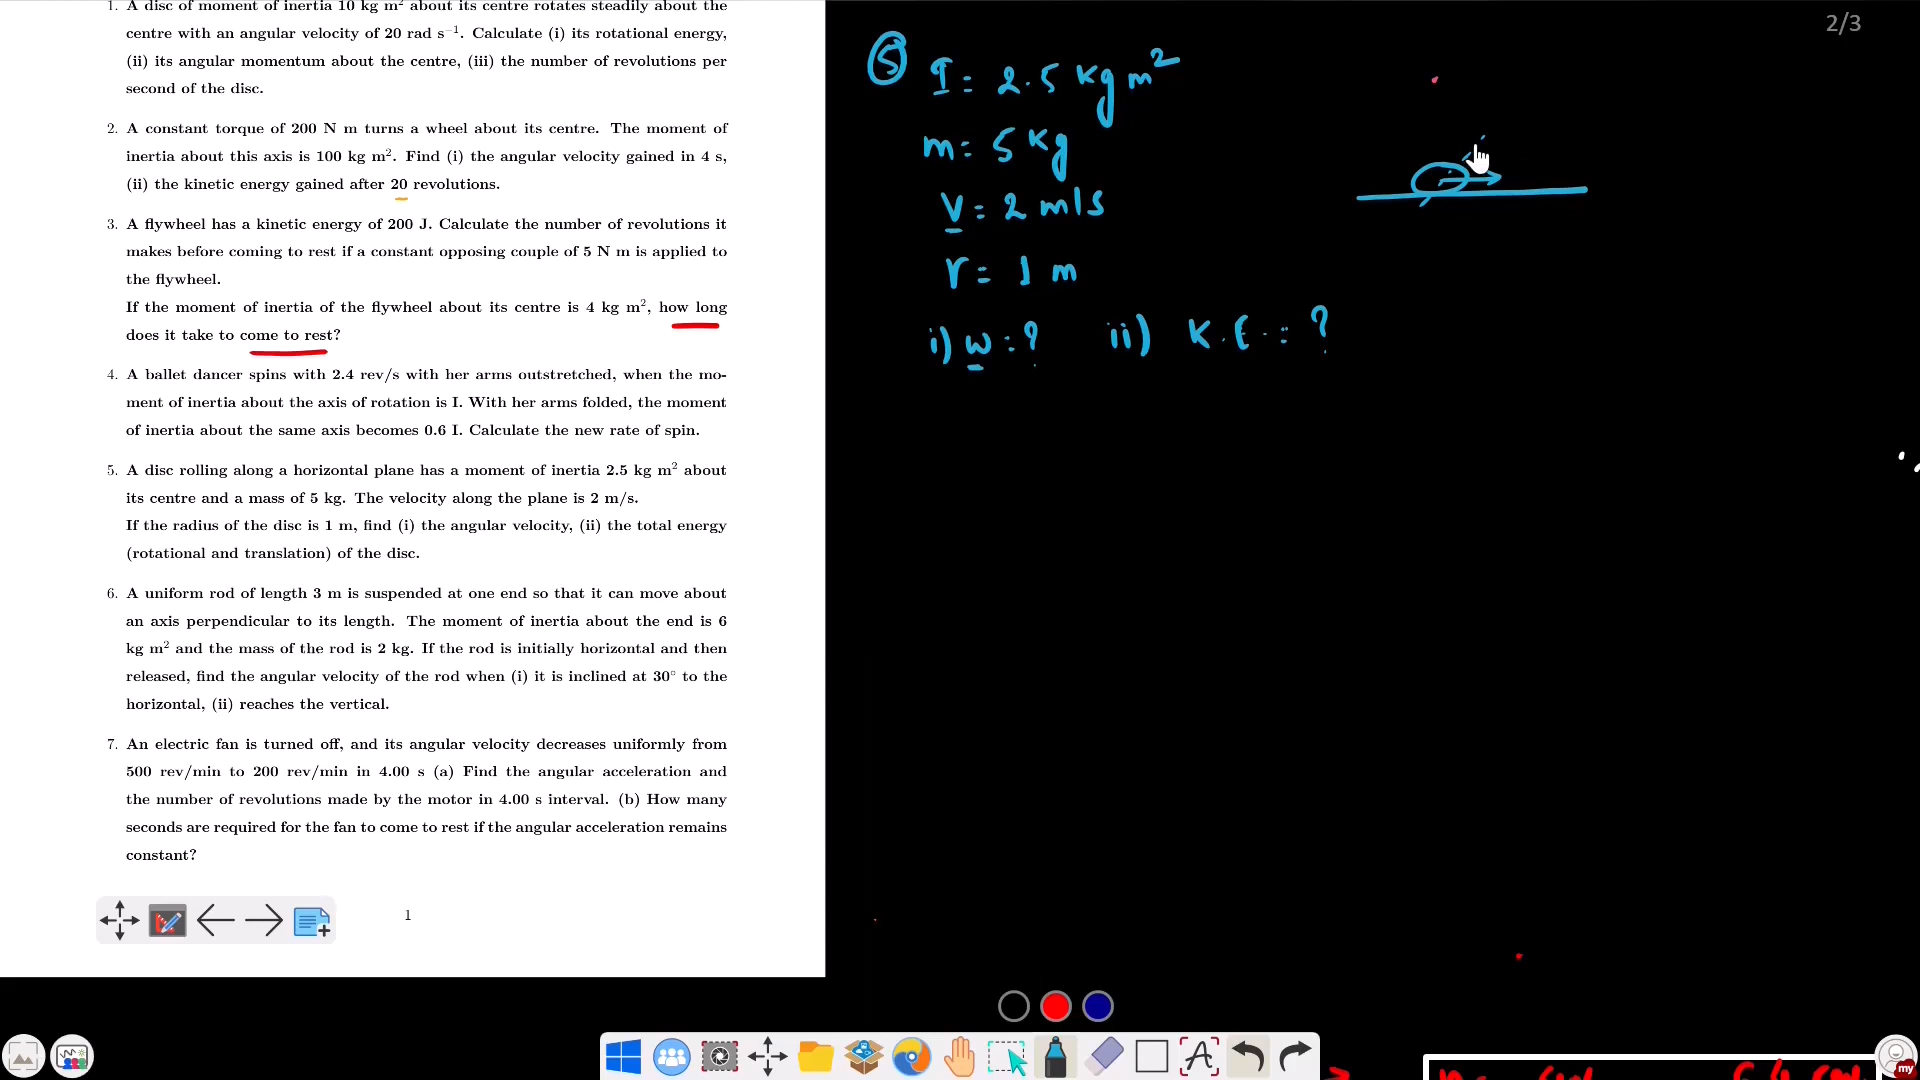 1. A disc of moment of inertia 10 kg m² about its centre rotates steadily about the
centre with an angular velocity of 20 rad s⁻¹. Calculate (i) its rotational energy,
(ii) its angular momentum about the centre, (iii) the number of revolutions per
second of the disc.
2. A constant torque of 200 N m turns a wheel about its centre. The moment of
inertia about this axis is 100 kg m². Find (i) the angular velocity gained in 4 s,
(ii) the kinetic energy gained after 20 revolutions.
3. A flywheel has a kinetic energy of 200 J. Calculate the number of revolutions it
makes before coming to rest if a constant opposing couple of 5 N m is applied to
the flywheel.
If the moment of inertia of the flywheel about its centre is 4 kg m², how long
does it take to come to rest?
4. A ballet dancer spins with 2.4 rev/s with her arms outstretched, when the mo-
ment of inertia about the axis of rotation is I. With her arms folded, the moment
of inertia about the same axis becomes 0.6 I. Calculate the new rate of spin.
5. A disc rolling along a horizontal plane has a moment of inertia 2.5 kg m² about
its centre and a mass of 5 kg. The velocity along the plane is 2 m/s.
If the radius of the disc is 1 m, find (i) the angular velocity, (ii) the total energy
(rotational and translation) of the disc.
6. A uniform rod of length 3 m is suspended at one end so that it can move about
an axis perpendicular to its length. The moment of inertia about the end is 6
kg m² and the mass of the rod is 2 kg. If the rod is initially horizontal and then
released, find the angular velocity of the rod when (i) it is inclined at 30° to the
horizontal, (ii) reaches the vertical.
7. An electric fan is turned off, and its angular velocity decreases uniformly from
500 rev/min to 200 rev/min in 4.00 s (a) Find the angular acceleration and
the number of revolutions made by the motor in 4.00 s interval. (b) How many
seconds are required for the fan to come to rest if the angular acceleration remains
constant?
1
2/3
5 I = 2.5 kg m²
m = 5 kg
v = 2 m/s
r = 1 m
i) w = ? ii) K.E. = ?
my